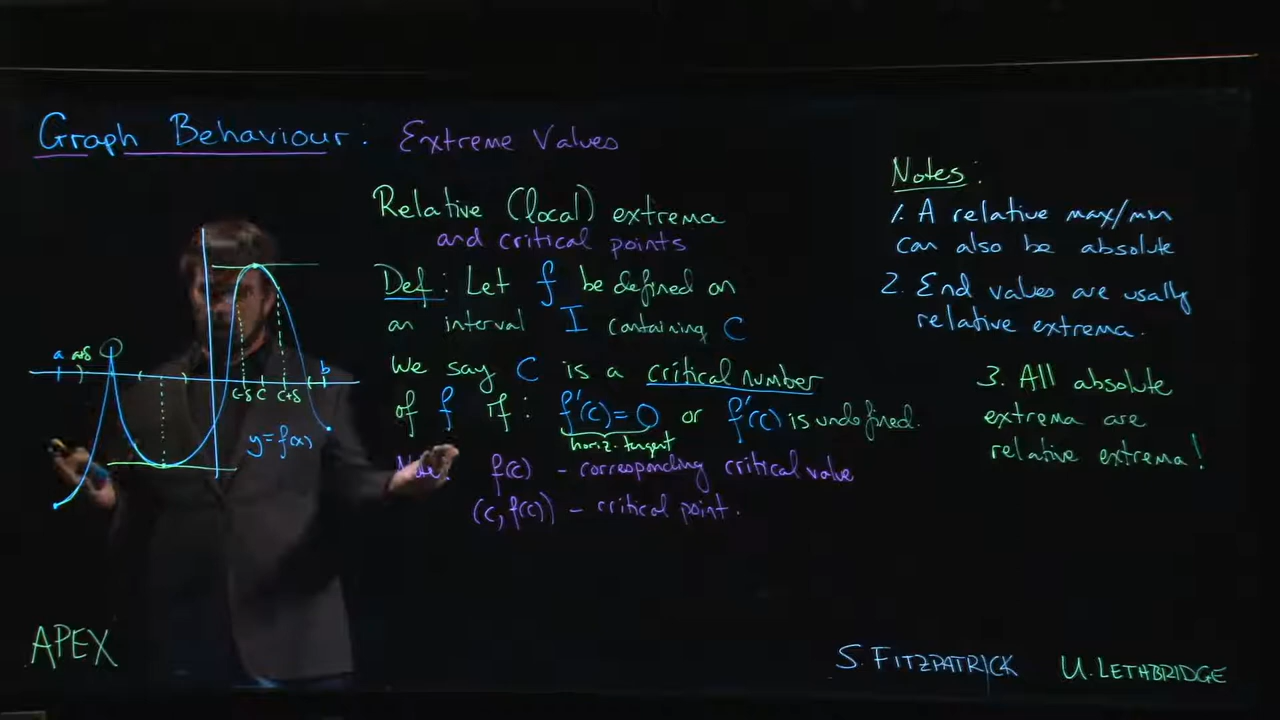 Graph Behaviour: Extreme Values
Relative (local) extrema
and critical points
Def: Let f be defined on
an interval I containing C
We say C is a critical number
of f if: f'(c)=0 or f'(c) is undefined.
horiz. tangent
Note: f(c) - corresponding critical value
(c, f(c)) - critical point.
a a+δ
c-δ c c+δ
b
y=f(x)
Notes:
1. A relative max/min
can also be absolute
2. End values are usally
relative extrema.
3. All absolute
extrema are
relative extrema!
APEX
S. FITZPATRICK U. LETHBRIDGE